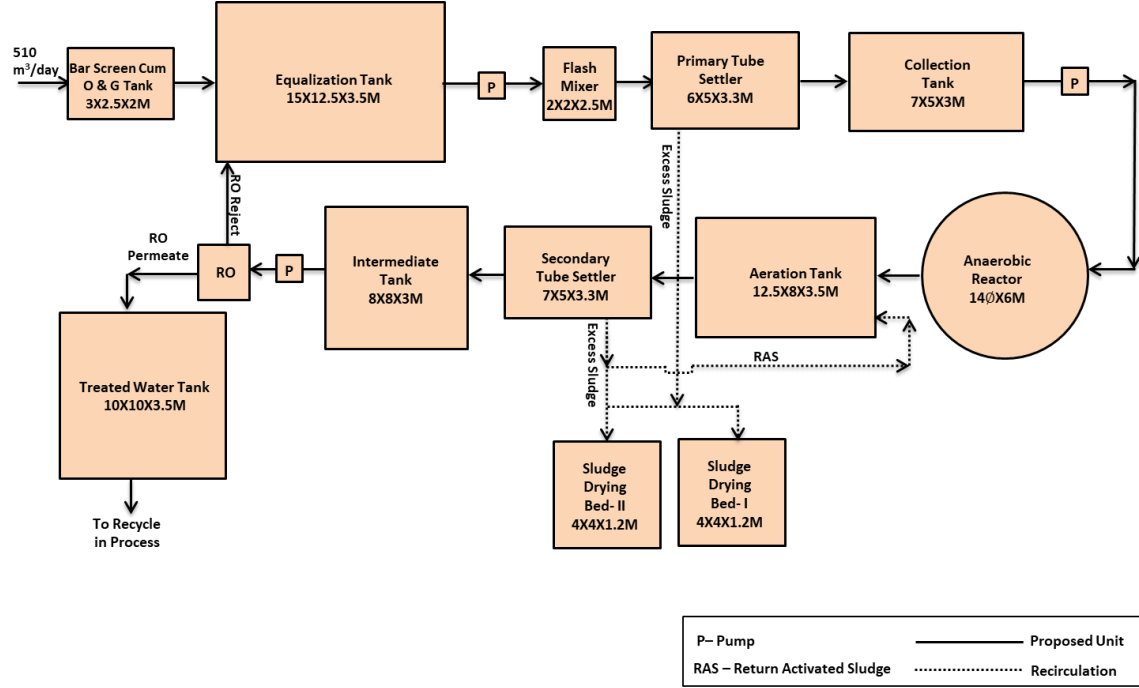 510
m³/day
Bar Screen Cum
O & G Tank
3X2.5X2M
Equalization Tank
15X12.5X3.5M
P
Flash
Mixer
2X2X2.5M
Primary Tube
Settler
6X5X3.3M
Collection
Tank
7X5X3M
P
Excess Sludge
RO Reject
RO
Permeate
RO
P
Intermediate
Tank
8X8X3M
Secondary
Tube Settler
7X5X3.3M
Aeration Tank
12.5X8X3.5M
Anaerobic
Reactor
14∅X6M
Excess Sludge
RAS
Treated Water Tank
10X10X3.5M
Sludge
Drying
Bed- II
4X4X1.2M
Sludge
Drying
Bed- I
4X4X1.2M
To Recycle
in Process
P– Pump
Proposed Unit
RAS – Return Activated Sludge
Recirculation